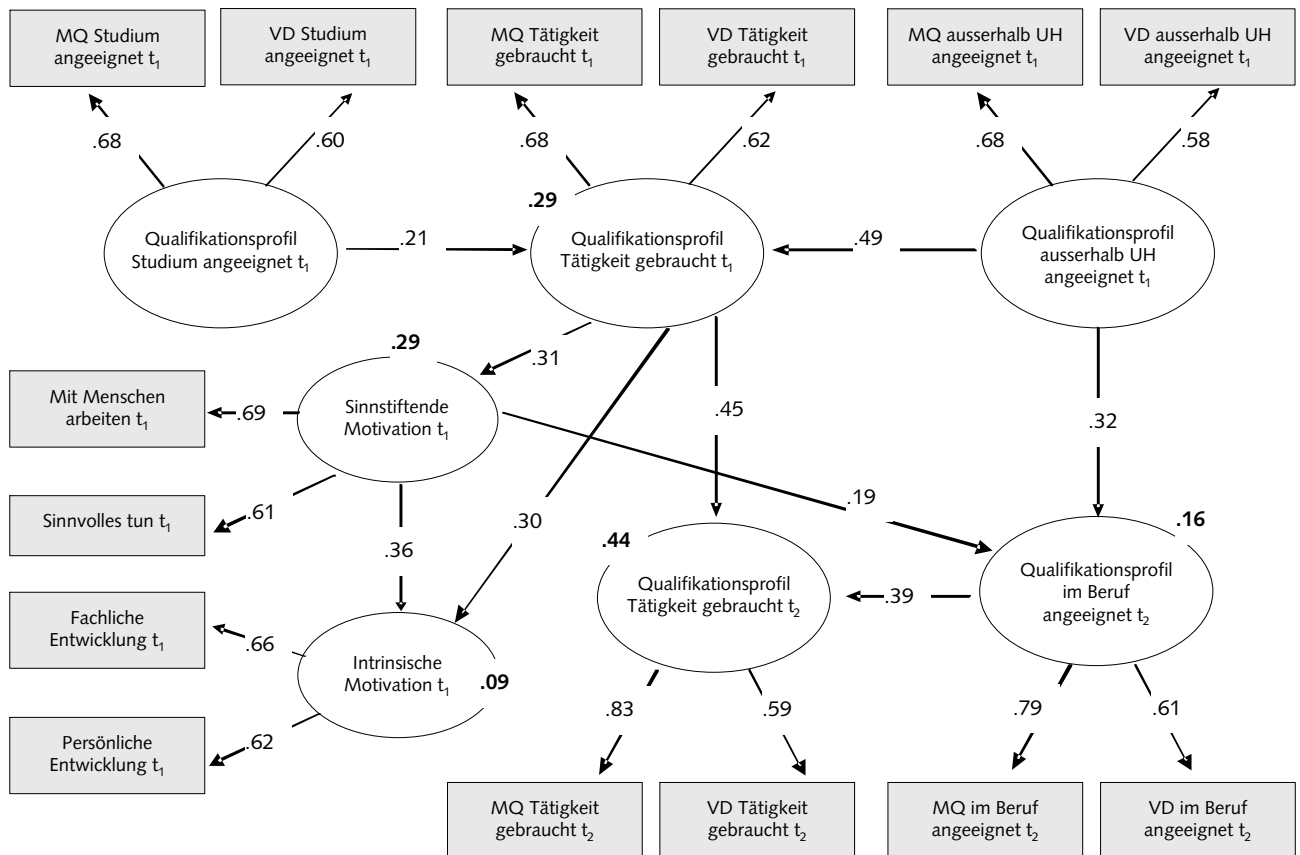 MQ Studium
angeeignet t1
VD Studium
angeeignet t1
MQ Tätigkeit
gebraucht t1
VD Tätigkeit
gebraucht t1
MQ ausserhalb UH
angeeignet t1
VD ausserhalb UH
angeeignet t1
.68
.60
.68
.62
.68
.58
Qualifikationsprofil
Studium angeeignet t1
.21
.29
Qualifikationsprofil
Tätigkeit gebraucht t1
.49
Qualifikationsprofil
ausserhalb UH
angeeignet t1
.29
.31
Mit Menschen
arbeiten t1
.69
Sinnstiftende
Motivation t1
.45
.32
Sinnvolles tun t1
.61
.36
.30
.19
.44
Qualifikationsprofil
Tätigkeit gebraucht t2
.39
.16
Qualifikationsprofil
im Beruf
angeeignet t2
Fachliche
Entwicklung t1
.66
Intrinsische
Motivation t1
.09
Persönliche
Entwicklung t1
.62
.83
.59
.79
.61
MQ Tätigkeit
gebraucht t2
VD Tätigkeit
gebraucht t2
MQ im Beruf
angeeignet t2
VD im Beruf
angeeignet t2